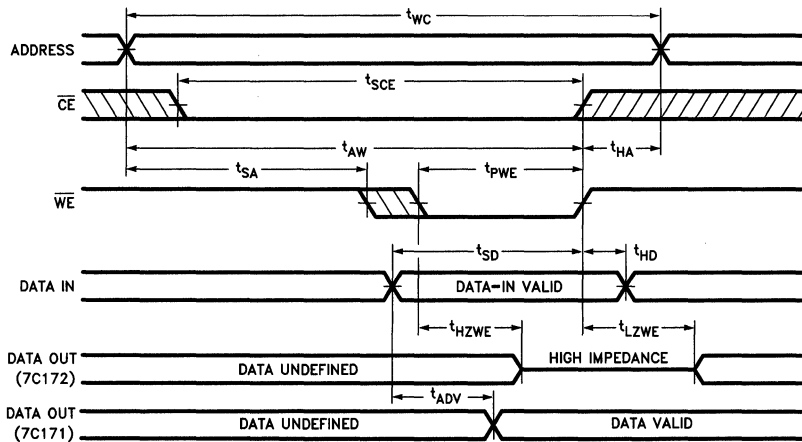 tWC
ADDRESS
tSCE
CE
tAW
tHA
tSA
tPWE
WE
tSD
tHD
DATA IN
DATA-IN VALID
tHZWE
tLZWE
DATA OUT
(7C172)
DATA UNDEFINED
HIGH IMPEDANCE
tADV
DATA OUT
(7C171)
DATA UNDEFINED
DATA VALID